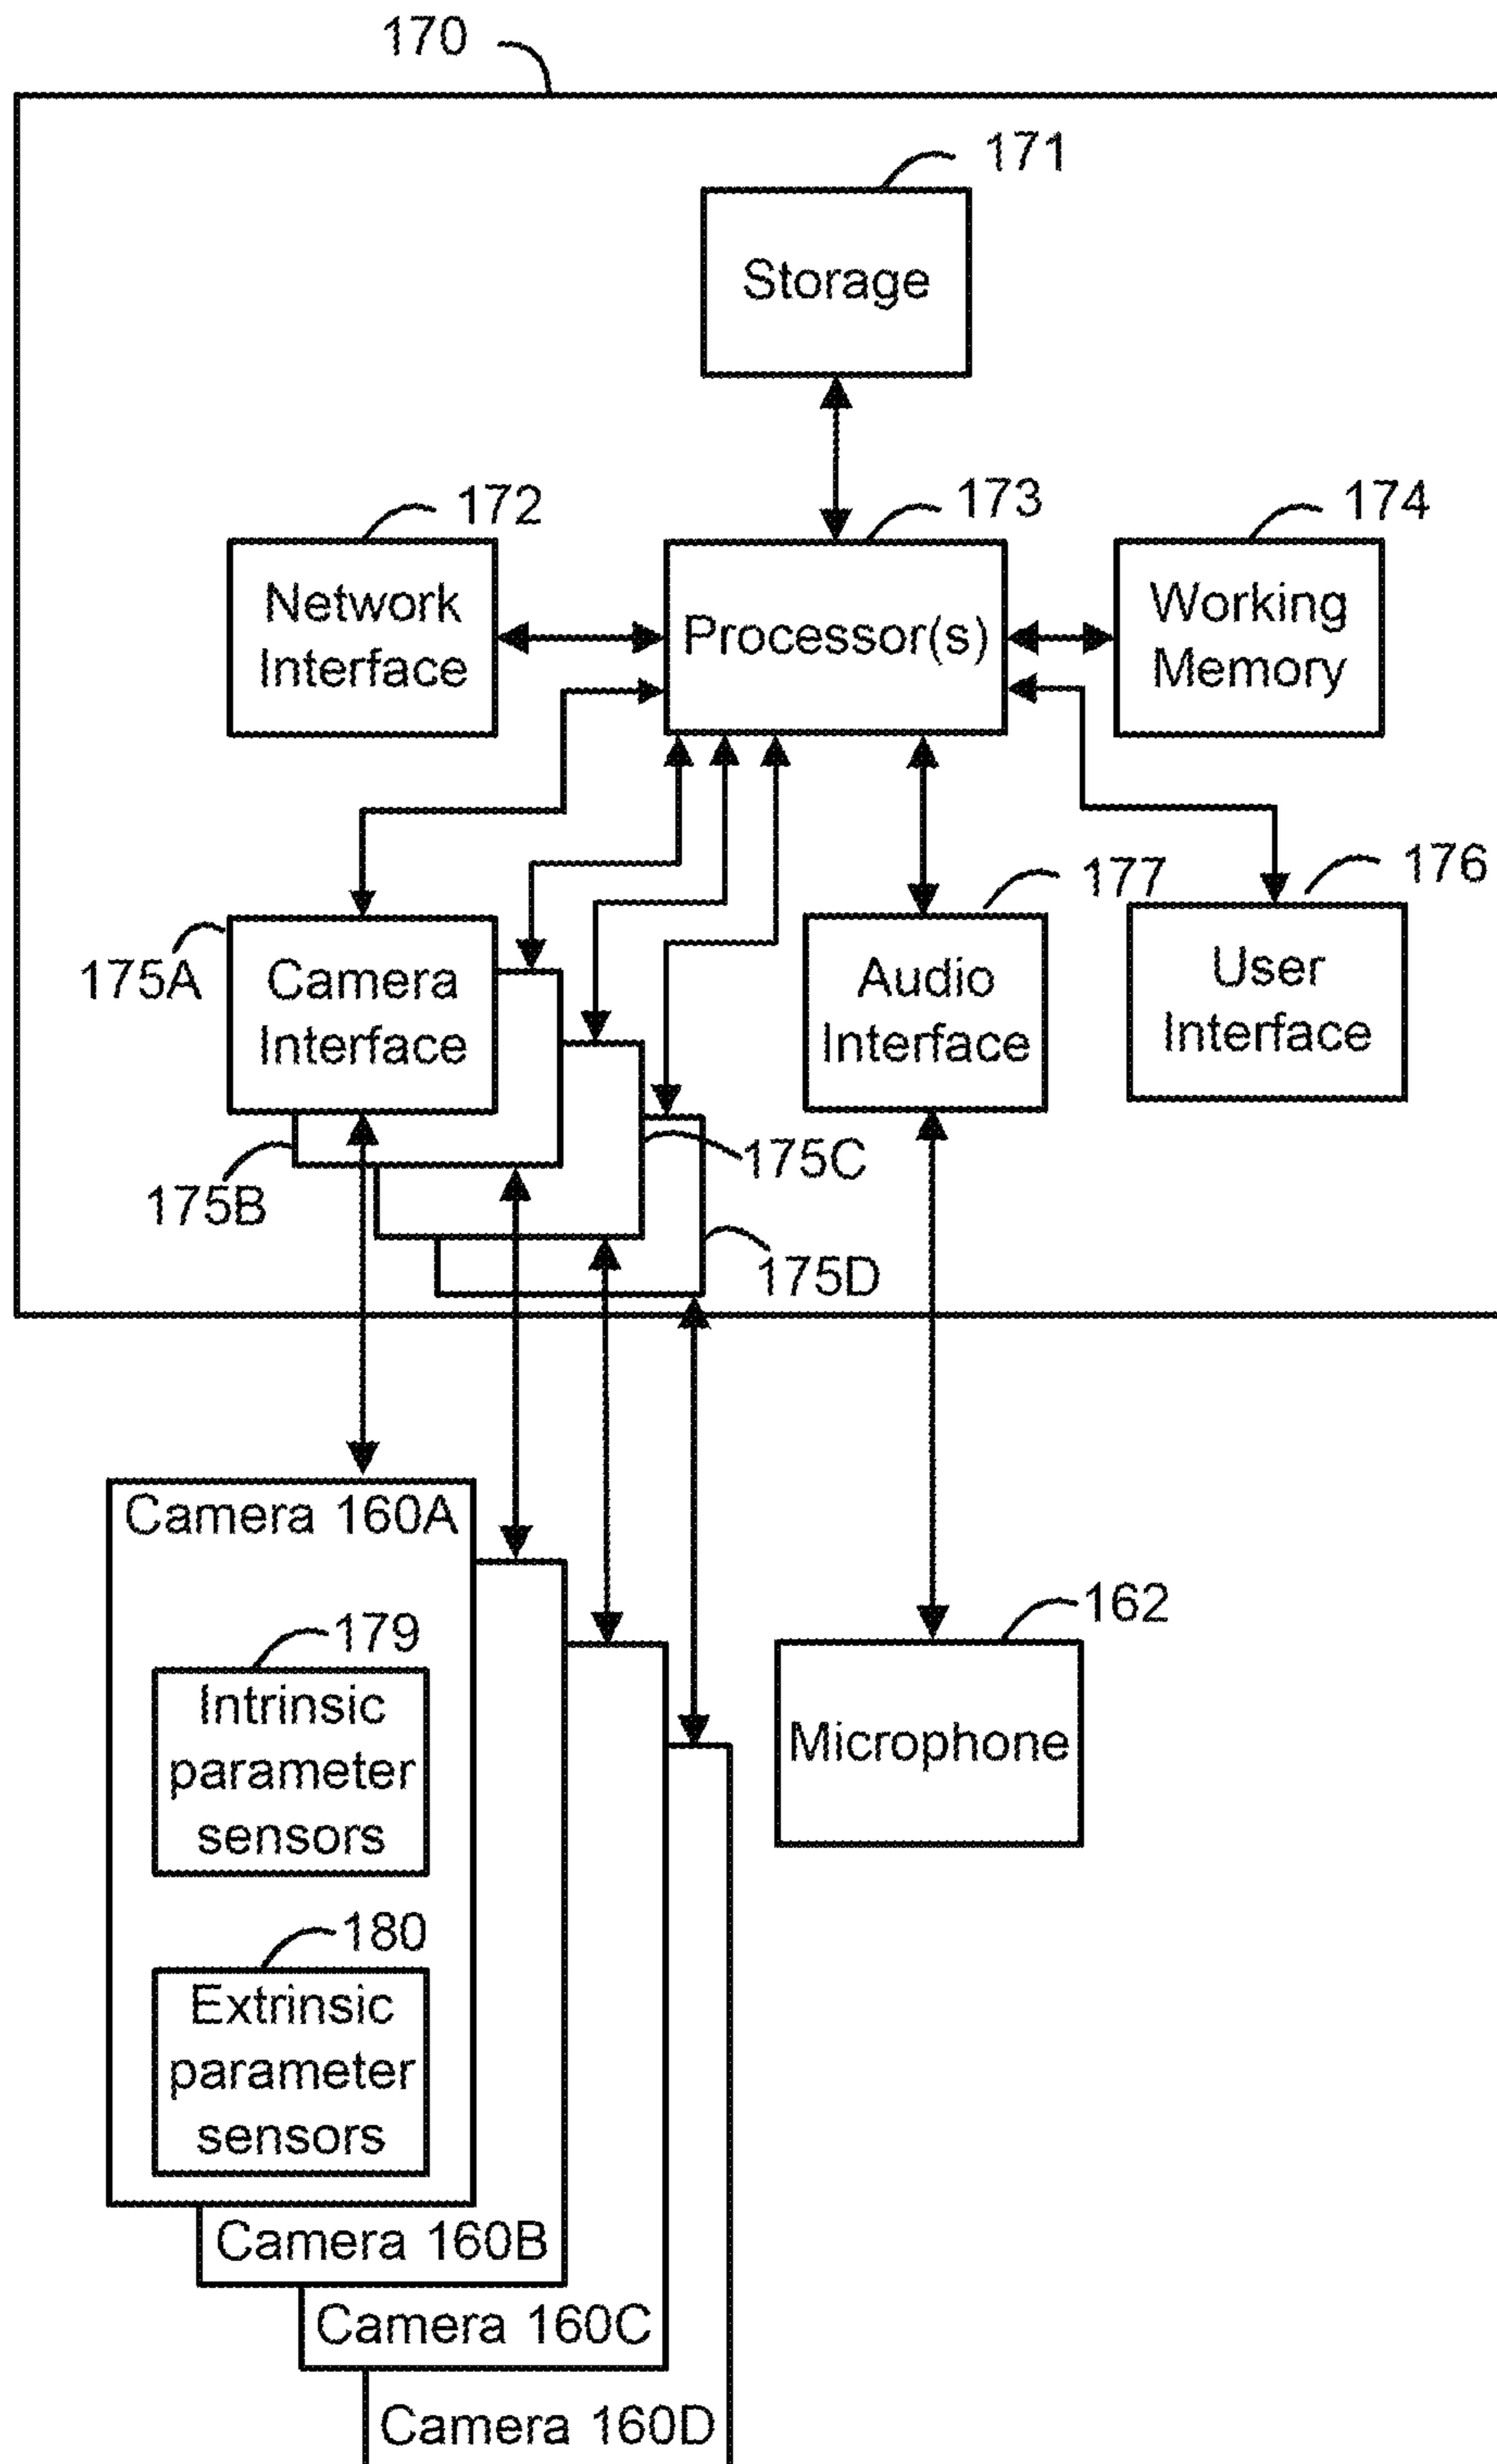 170
171
Storage
172
173
174
Network
Interface
Processor(s)
Working
Memory
177
176
175A
Camera
Interface
Audio
Interface
User
Interface
175B
175C
175D
Camera 160A
179
Intrinsic
parameter
sensors
162
Microphone
180
Extrinsic
parameter
sensors
Camera 160B
Camera 160C
Camera 160D